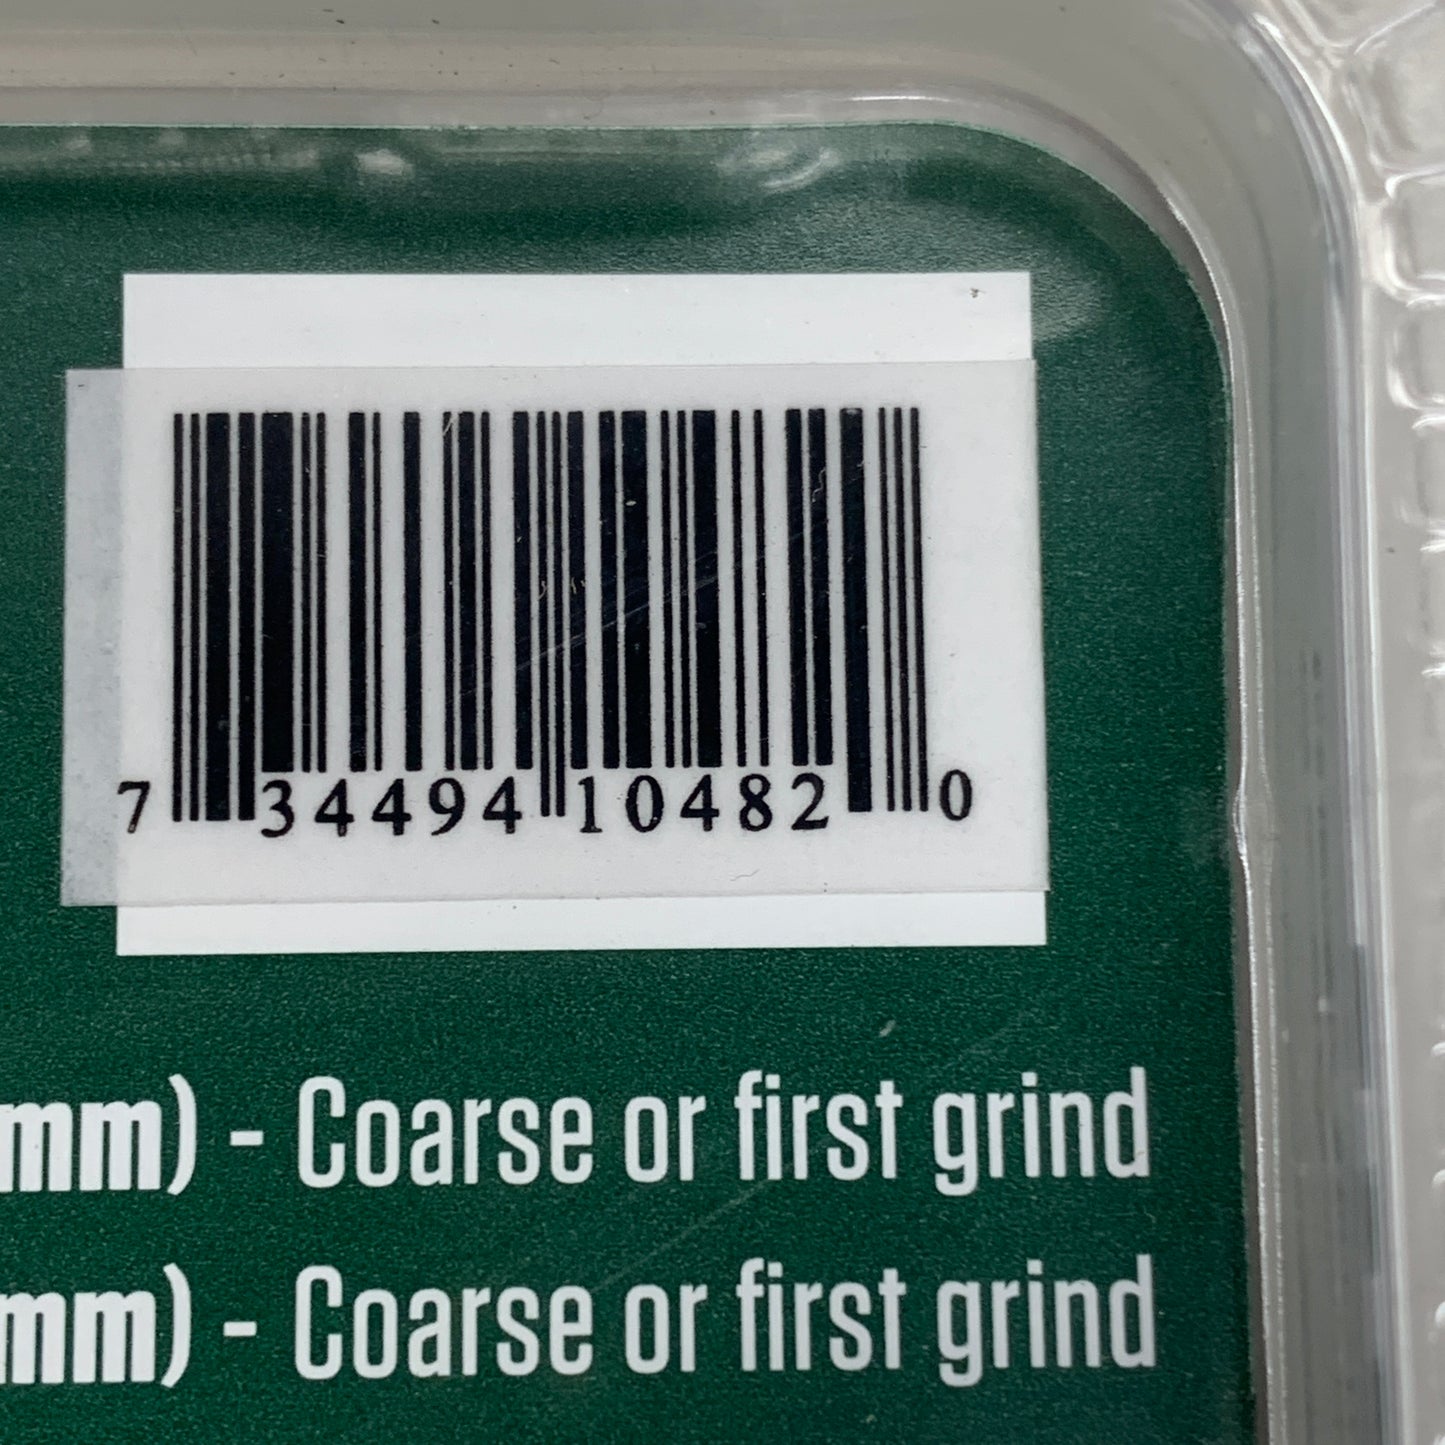 7 34494 10482 0
mm) - Coarse or first grind
mm) - Coarse or first grind